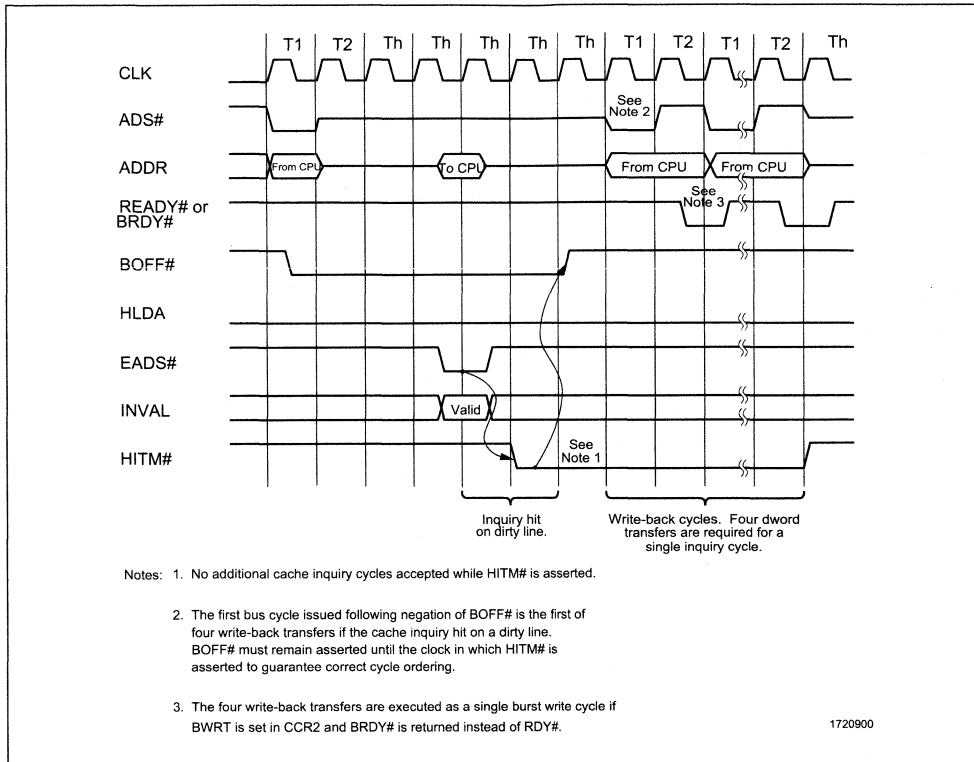 T1 T2 Th Th Th Th Th T1 T2 T1 T2 Th
CLK
See
Note 2
ADS#
ADDR
From CPU
To CPU
From CPU
From CPU
READY# or
BRDY#
See
Note 3
BOFF#
HLDA
EADS#
INVAL
Valid
HITM#
See
Note 1
Inquiry hit
on dirty line.
Write-back cycles. Four dword
transfers are required for a
single inquiry cycle.
Notes: 1. No additional cache inquiry cycles accepted while HITM# is asserted.
2. The first bus cycle issued following negation of BOFF# is the first of
four write-back transfers if the cache inquiry hit on a dirty line.
BOFF# must remain asserted until the clock in which HITM# is
asserted to guarantee correct cycle ordering.
3. The four write-back transfers are executed as a single burst write cycle if
BWRT is set in CCR2 and BRDY# is returned instead of RDY#.
1720900